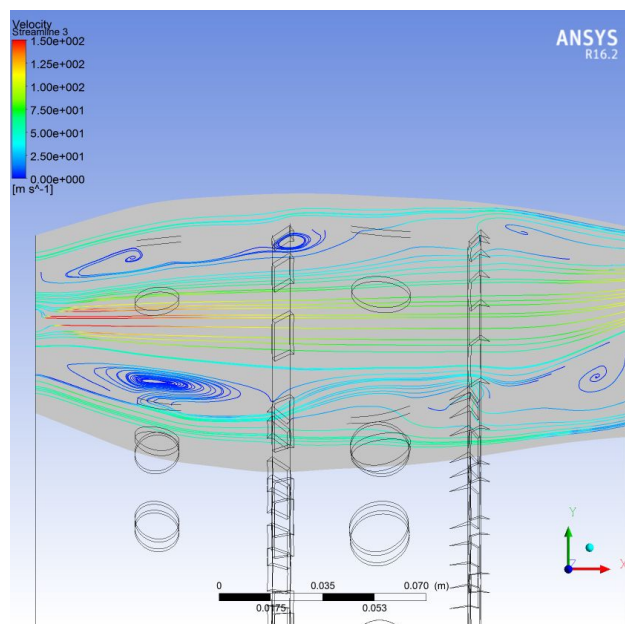 Velocity
Streamline 3
1.50e+002
1.25e+002
1.00e+002
7.50e+001
5.00e+001
2.50e+001
0.00e+000
[m s^-1]
ANSYS
R16.2
Y
Z
X
0 0.035 0.070 (m)
0.0175 0.053